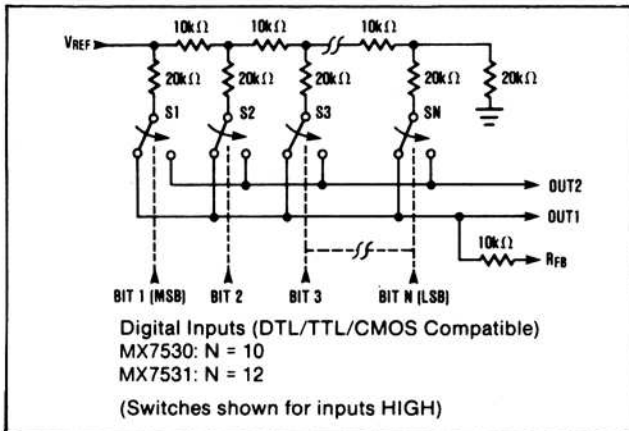 10kΩ 10kΩ 10kΩ
VREF
20kΩ 20kΩ 20kΩ 20kΩ 20kΩ
S1 S2 S3 SN
OUT2
OUT1
10kΩ
RFB
BIT 1 (MSB) BIT 2 BIT 3 BIT N (LSB)
Digital Inputs (DTL/TTL/CMOS Compatible)
MX7530: N = 10
MX7531: N = 12
(Switches shown for inputs HIGH)